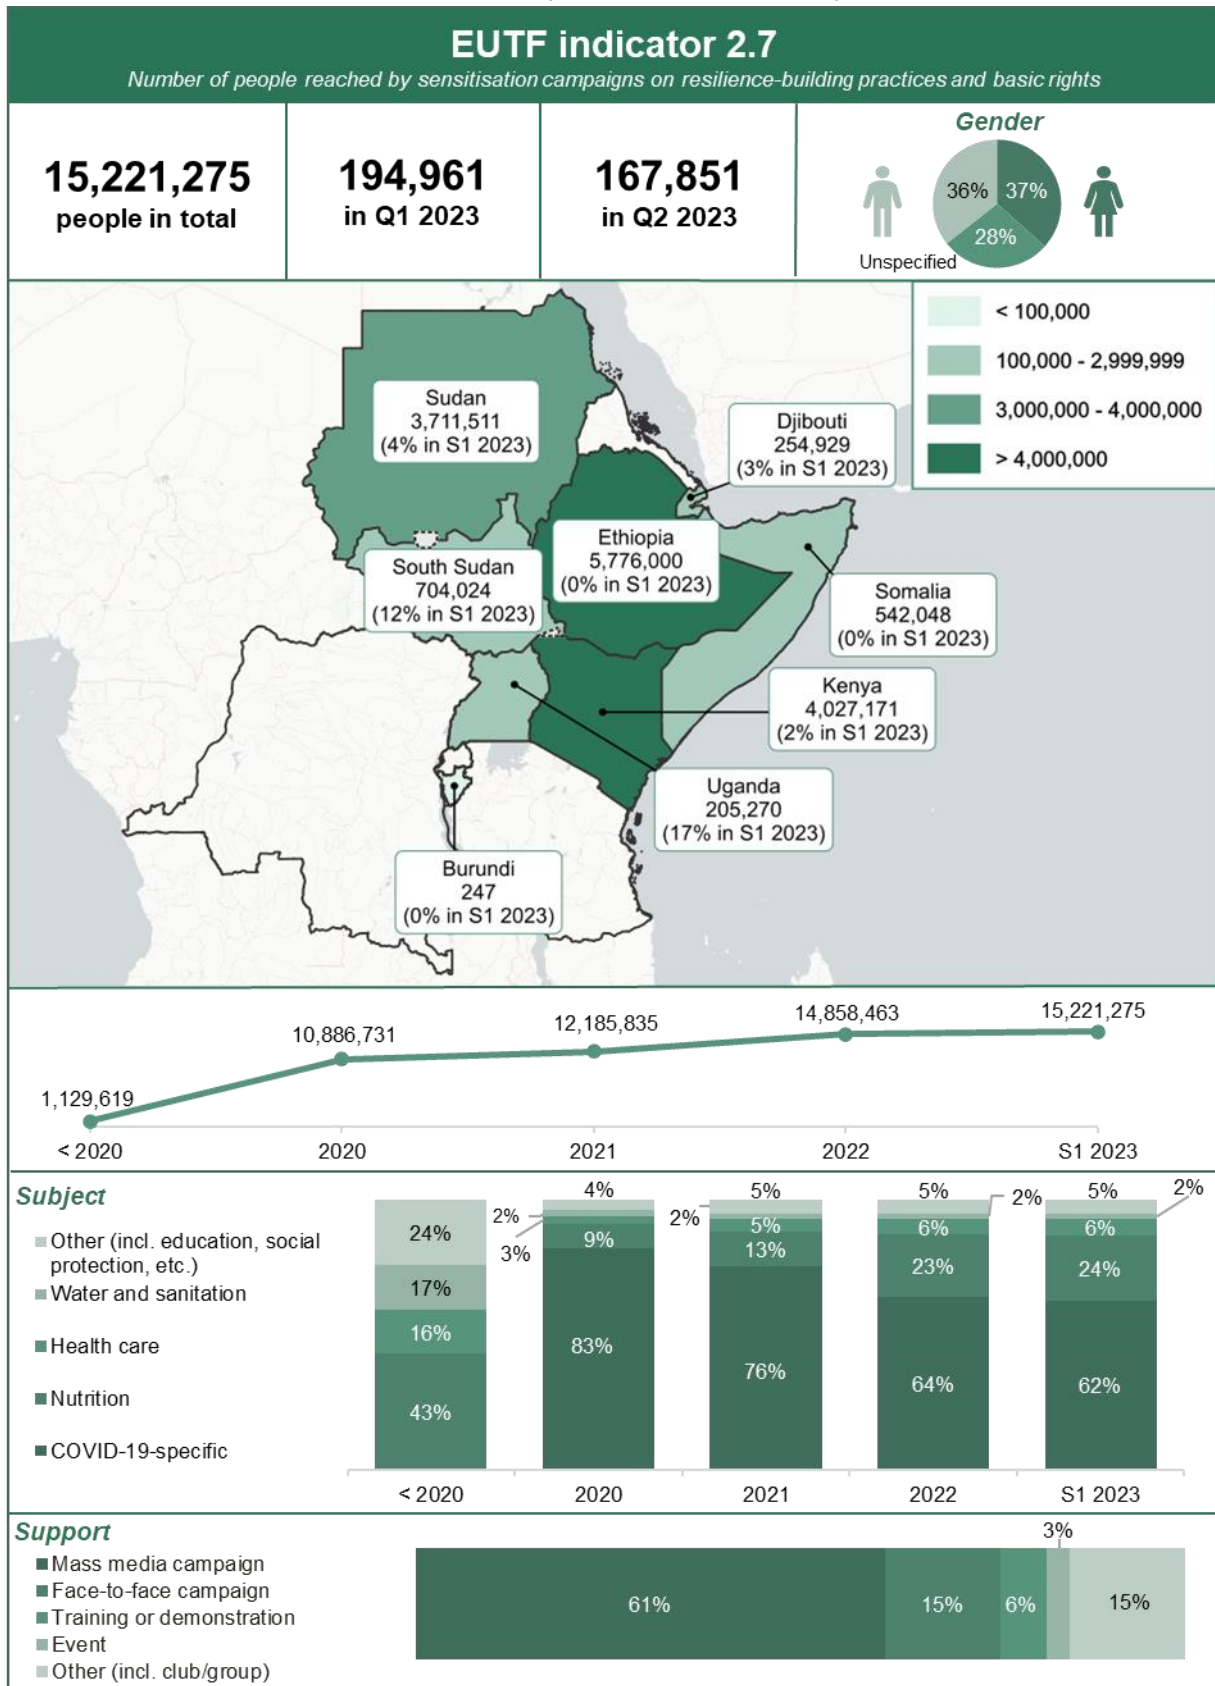 EUTF indicator 2.7
Number of people reached by sensitisation campaigns on resilience-building practices and basic rights
15,221,275
people in total
194,961
in Q1 2023
167,851
in Q2 2023
Gender
36%
37%
28%
Unspecified
< 100,000
100,000 - 2,999,999
3,000,000 - 4,000,000
> 4,000,000
Sudan
3,711,511
(4% in S1 2023)
Djibouti
254,929
(3% in S1 2023)
Ethiopia
5,776,000
(0% in S1 2023)
South Sudan
704,024
(12% in S1 2023)
Somalia
542,048
(0% in S1 2023)
Kenya
4,027,171
(2% in S1 2023)
Uganda
205,270
(17% in S1 2023)
Burundi
247
(0% in S1 2023)
1,129,619
10,886,731
12,185,835
14,858,463
15,221,275
< 2020
2020
2021
2022
S1 2023
Subject
Other (incl. education, social
protection, etc.)
Water and sanitation
Health care
Nutrition
COVID-19-specific
24%
17%
16%
43%
4%
2%
3%
9%
83%
5%
2%
5%
13%
76%
5%
2%
6%
23%
64%
5%
2%
6%
24%
62%
< 2020
2020
2021
2022
S1 2023
Support
Mass media campaign
Face-to-face campaign
Training or demonstration
Event
Other (incl. club/group)
61%
15%
6%
3%
15%